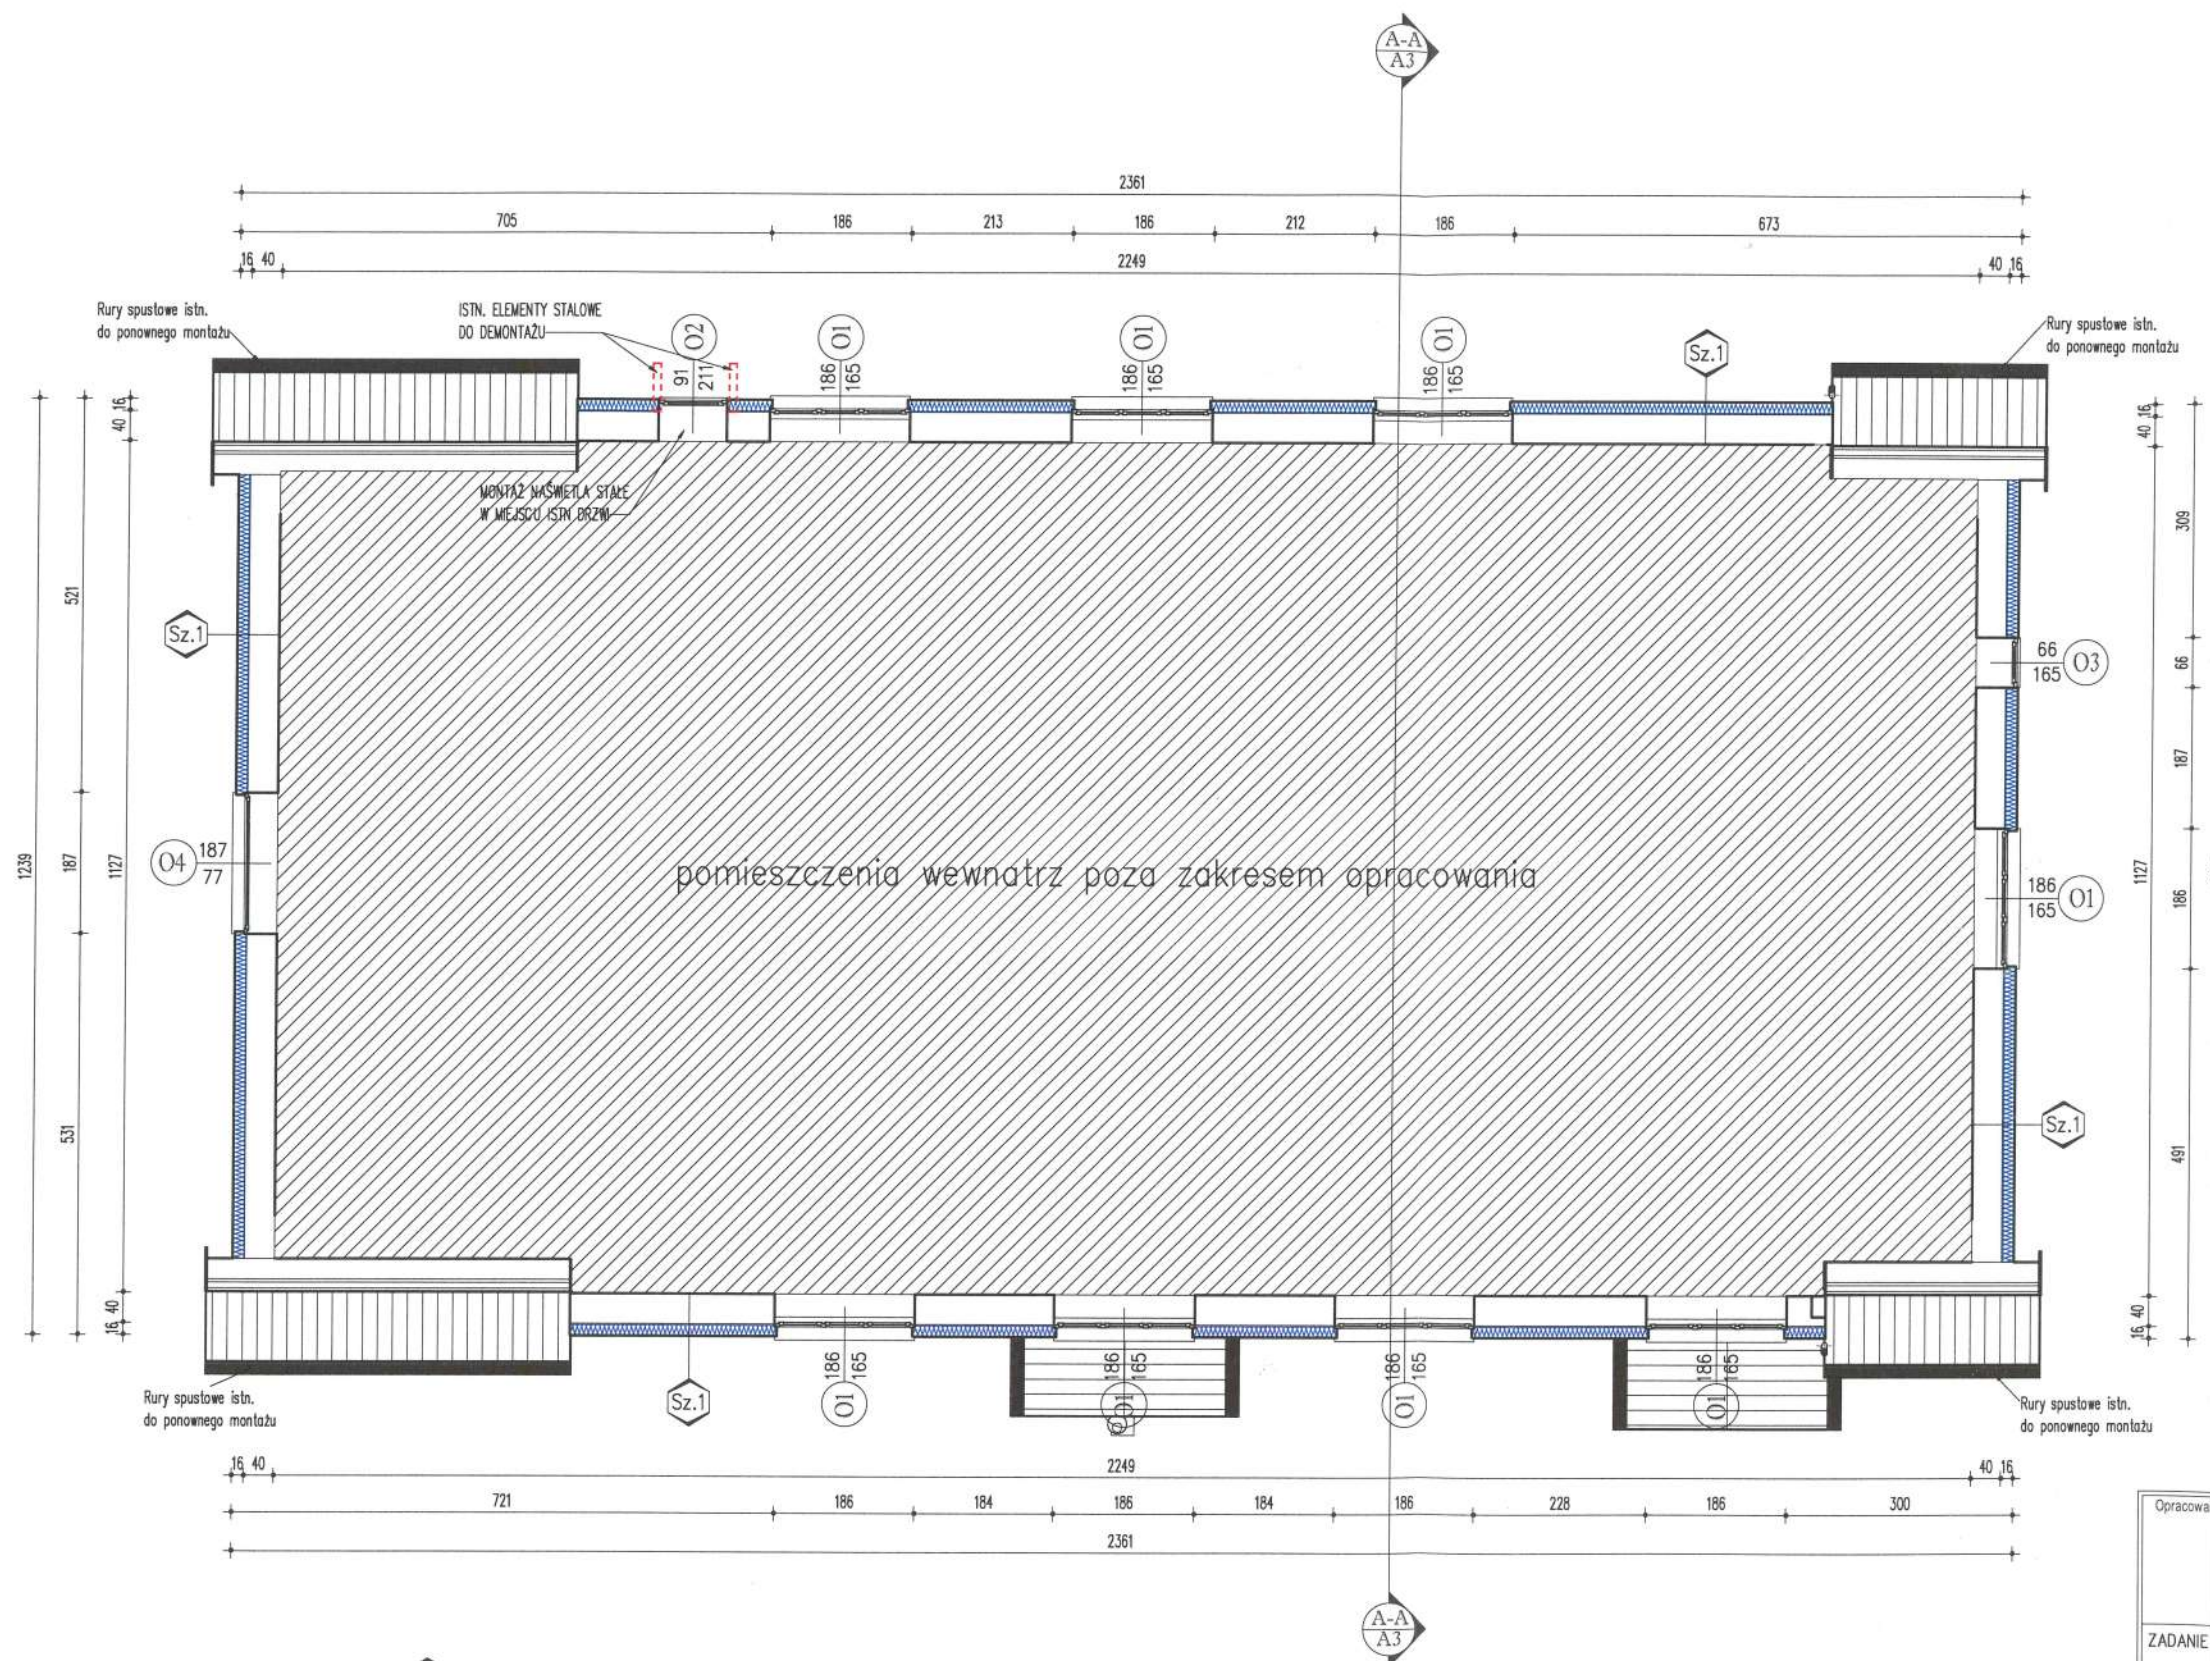 A-A
A3
2361
705 186 213 186 212 186 673
16 40 2249 40 16
Rury spustowe istn.
do ponownego montażu
ISTN. ELEMENTY STALOWE
DO DEMONTAŻU
O2
91
211
O1
186
165
O1
186
165
O1
186
165
Sz.1
Rury spustowe istn.
do ponownego montażu
MONTAŻ NAŚWIETLA STAŁE
W MIEJSCU ISTN DRZWI
16
40
521
187
531
1239
1127
40
16
Sz.1
O4
187
77
pomieszczenia wewnatrz poza zakresem opracowania
16
40
309
66
187
186
491
1127
40
16
66
165
O3
186
165
O1
Sz.1
Rury spustowe istn.
do ponownego montażu
Sz.1
186
165
O1
186
165
O1
186
165
O1
186
165
O1
Rury spustowe istn.
do ponownego montażu
16 40 2249 40 16
721 186 184 186 184 186 228 186 300
2361
A-A
A3
Opracowa
ZADANIE